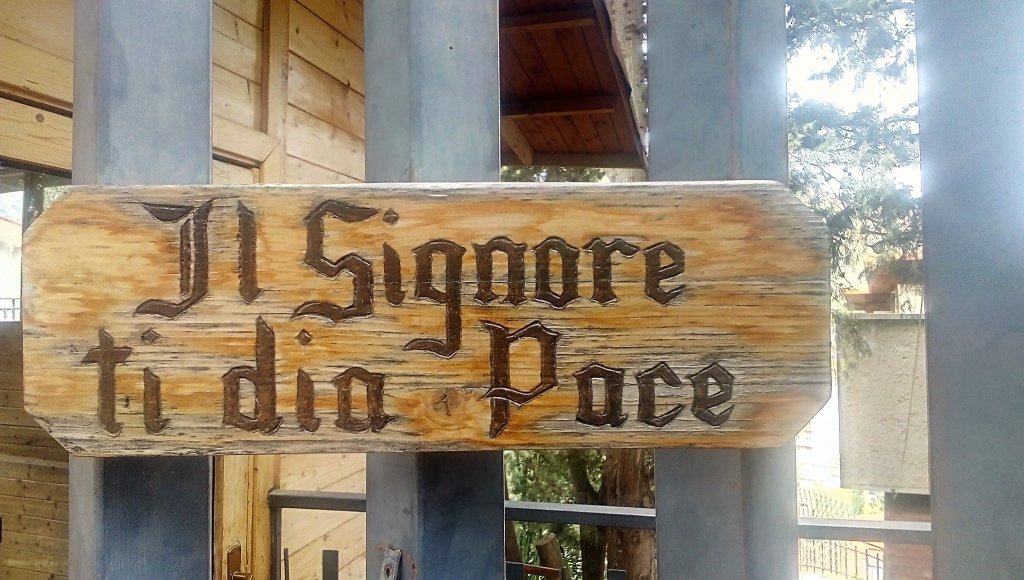 Il Signore
ti dia Pace